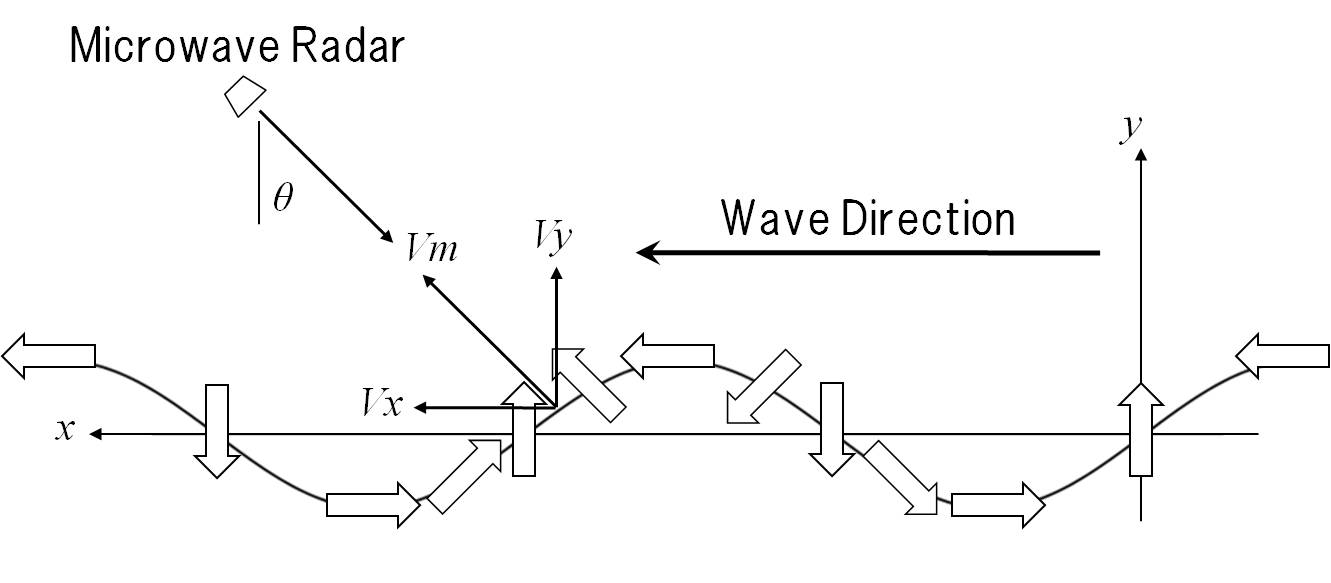 Microwave Radar
y
θ
Wave Direction
Vm
Vy
Vx
x